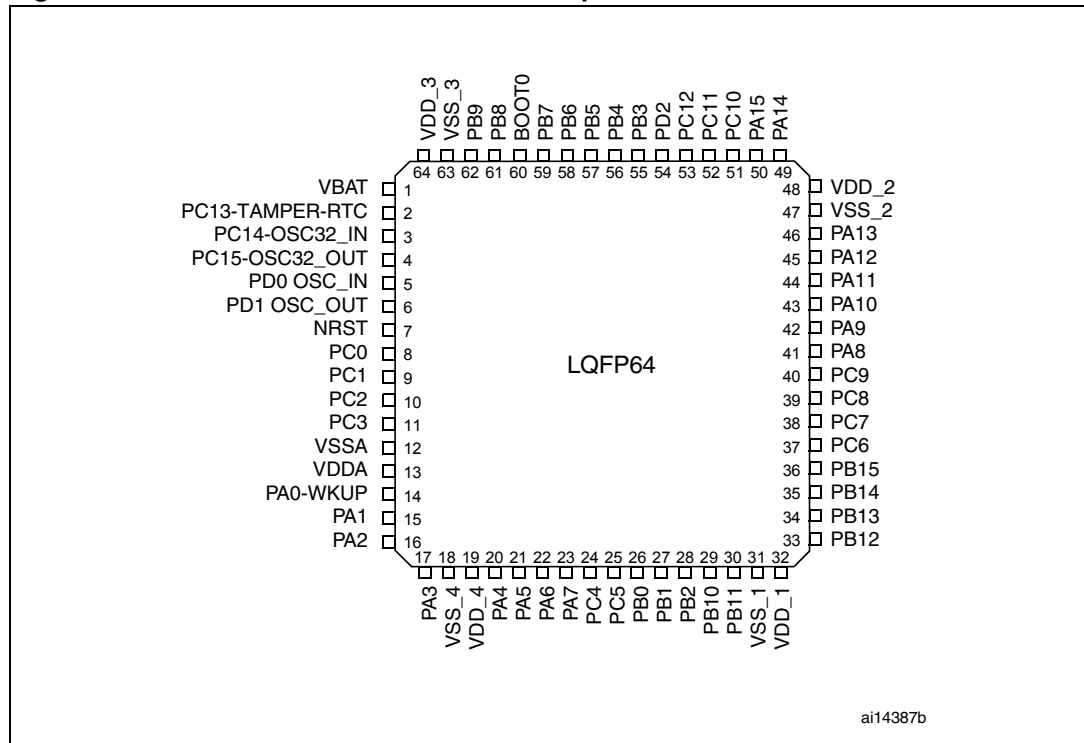 VDD_3
VSS_3
PB9
PB8
BOOT0
PB7
PB6
PB5
PB4
PB3
PD2
PC12
PC11
PC10
PA15
PA14
64 63 62 61 60 59 58 57 56 55 54 53 52 51 50 49
VBAT 1
PC13-TAMPER-RTC 2
PC14-OSC32_IN 3
PC15-OSC32_OUT 4
PD0 OSC_IN 5
PD1 OSC_OUT 6
NRST 7
PC0 8
PC1 9
PC2 10
PC3 11
VSSA 12
VDDA 13
PA0-WKUP 14
PA1 15
PA2 16
LQFP64
48 VDD_2
47 VSS_2
46 PA13
45 PA12
44 PA11
43 PA10
42 PA9
41 PA8
40 PC9
39 PC8
38 PC7
37 PC6
36 PB15
35 PB14
34 PB13
33 PB12
17 18 19 20 21 22 23 24 25 26 27 28 29 30 31 32
PA3
VSS_4
VDD_4
PA4
PA5
PA6
PA7
PC4
PC5
PB0
PB1
PB2
PB10
PB11
VSS_1
VDD_1
ai14387b